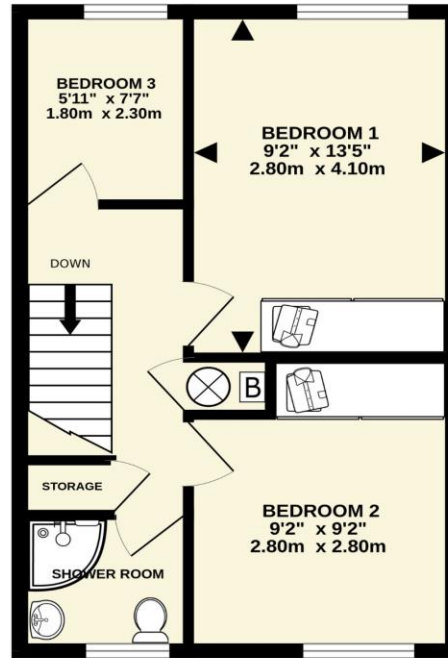 BEDROOM 3
5'11" x 7'7"
1.80m x 2.30m
BEDROOM 1
9'2" x 13'5"
2.80m x 4.10m
DOWN
B
STORAGE
BEDROOM 2
9'2" x 9'2"
2.80m x 2.80m
SHOWER ROOM